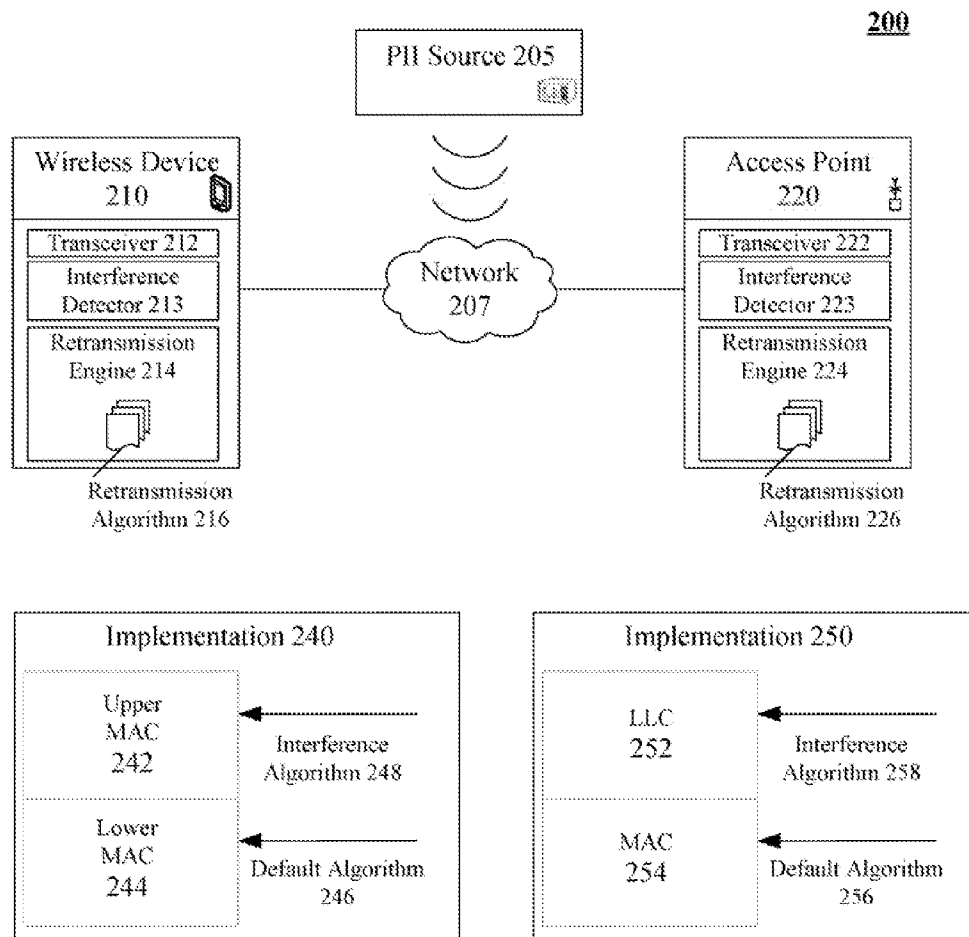 200
PII Source 205
Wireless Device
210
Transceiver 212
Interference
Detector 213
Retransmission
Engine 214
Retransmission
Algorithm 216
Network
207
Access Point
220
Transceiver 222
Interference
Detector 223
Retransmission
Engine 224
Retransmission
Algorithm 226
Implementation 240
Upper
MAC
242
Interference
Algorithm 248
Lower
MAC
244
Default Algorithm
246
Implementation 250
LLC
252
Interference
Algorithm 258
MAC
254
Default Algorithm
256